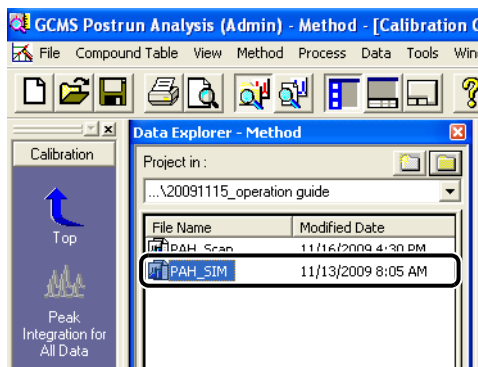 GCMS Postrun Analysis (Admin) - Method - [Calibration C
File Compound Table View Method Process Data Tools Win
Calibration
Top
Peak
Integration for
All Data
Data Explorer - Method
Project in :
...\20091115_operation guide
File Name Modified Date
PAH_Scan 11/16/2009 4:30 PM
PAH_SIM 11/13/2009 8:05 AM